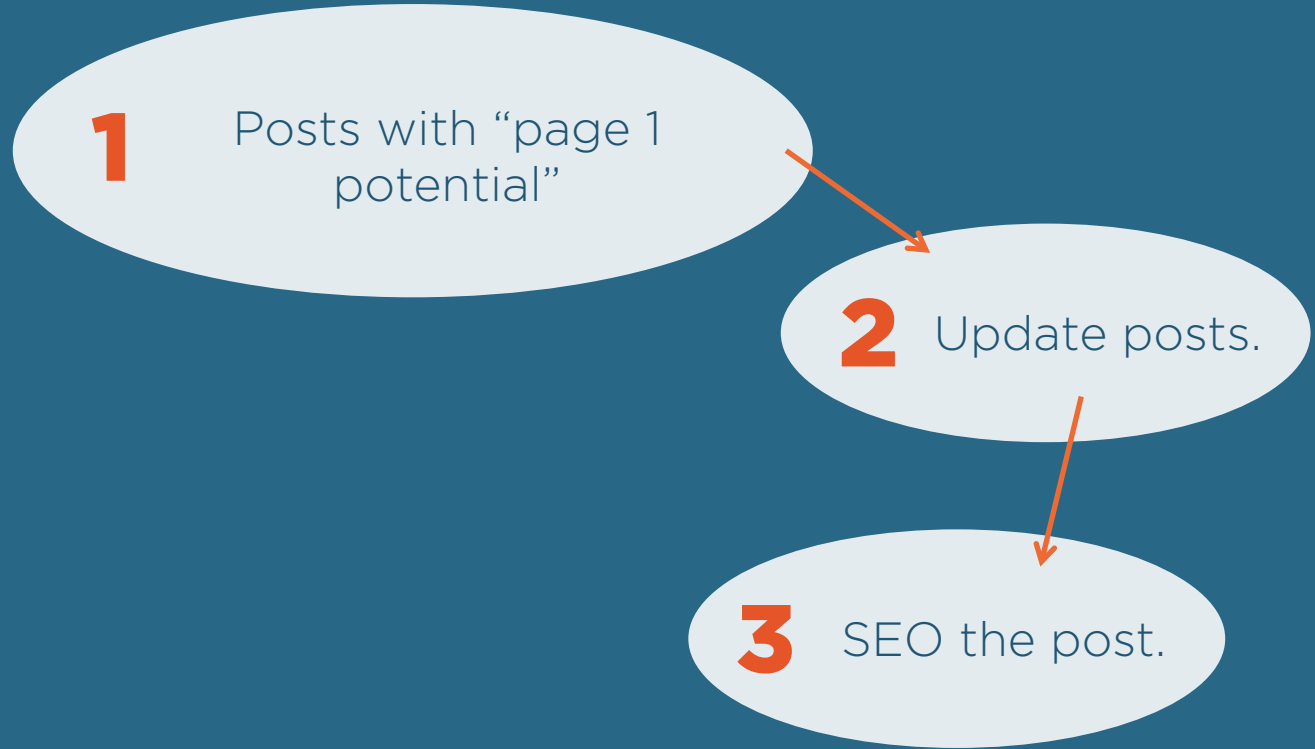 1
Posts with “page 1
potential”
2 Update posts.
3 SEO the post.